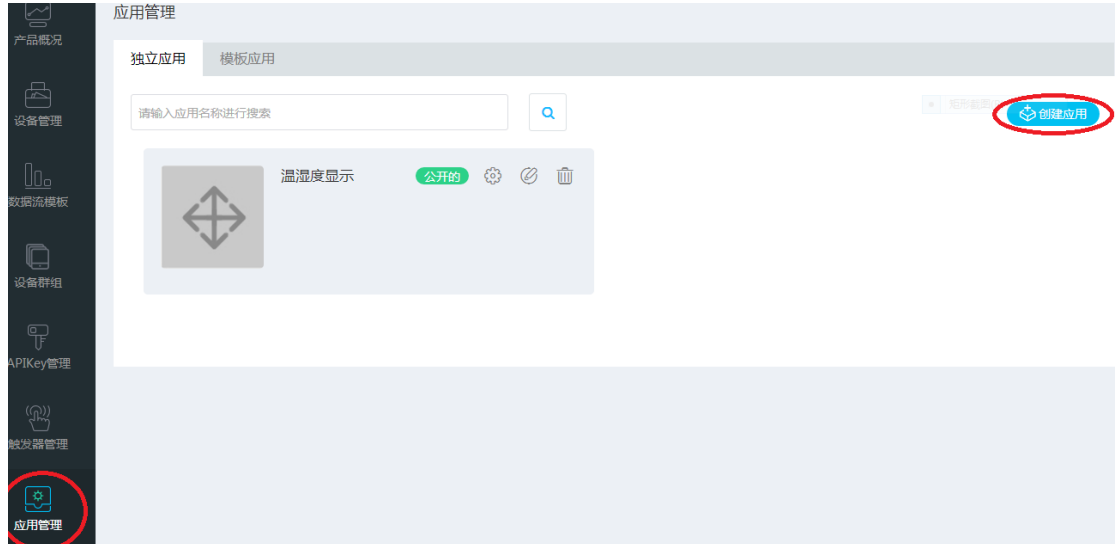 产品概况
设备管理
数据流模板
设备群组
APIKey管理
触发器管理
应用管理
应用管理
独立应用
模板应用
请输入应用名称进行搜索
创建应用
温湿度显示
公开的